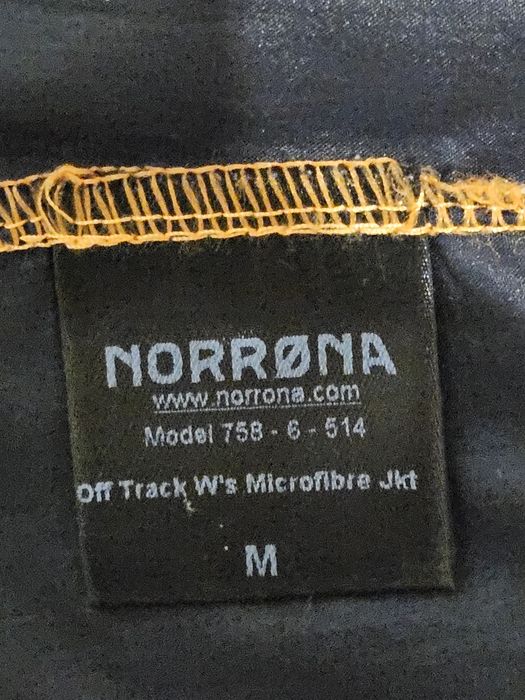 NORRØNA
www.norrona.com
Model 758 - 6 - 514
Off Track W's Microfibre Jkt
M